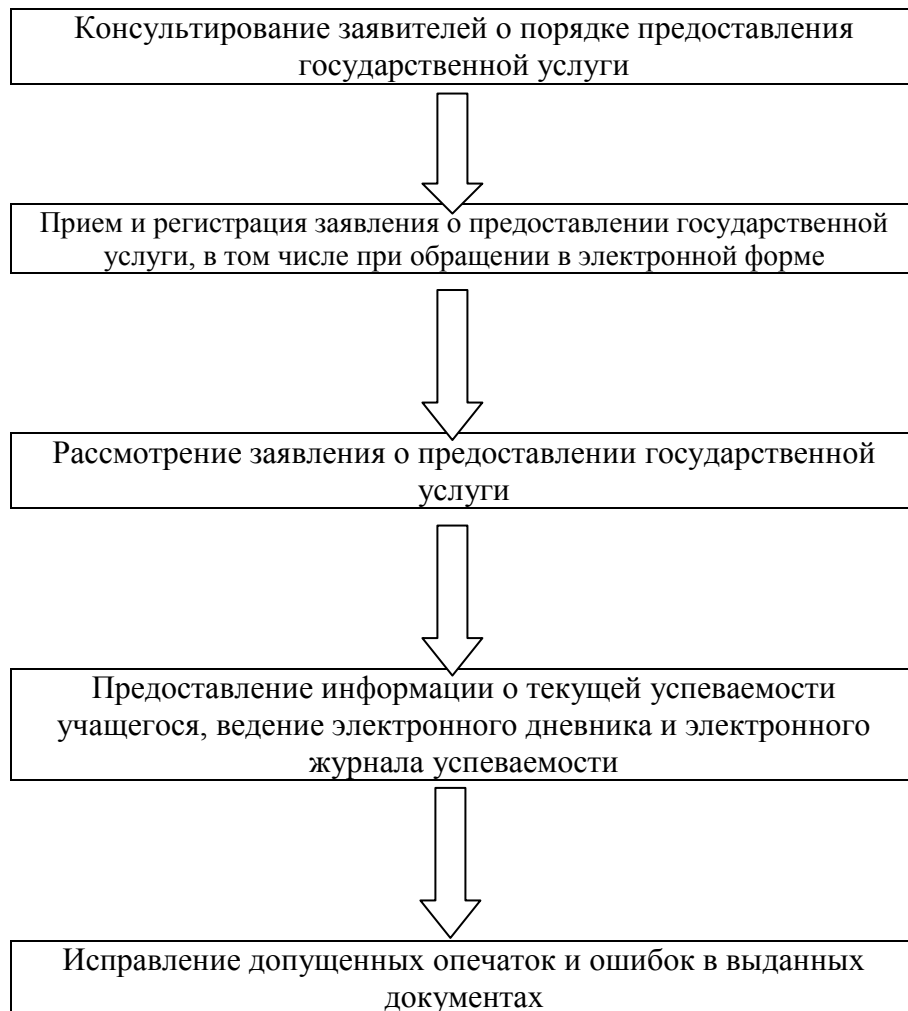 Консультирование заявителей о порядке предоставления
государственной услуги
Прием и регистрация заявления о предоставлении государственной
услуги, в том числе при обращении в электронной форме
Рассмотрение заявления о предоставлении государственной
услуги
Предоставление информации о текущей успеваемости
учащегося, ведение электронного дневника и электронного
журнала успеваемости
Исправление допущенных опечаток и ошибок в выданных
документах